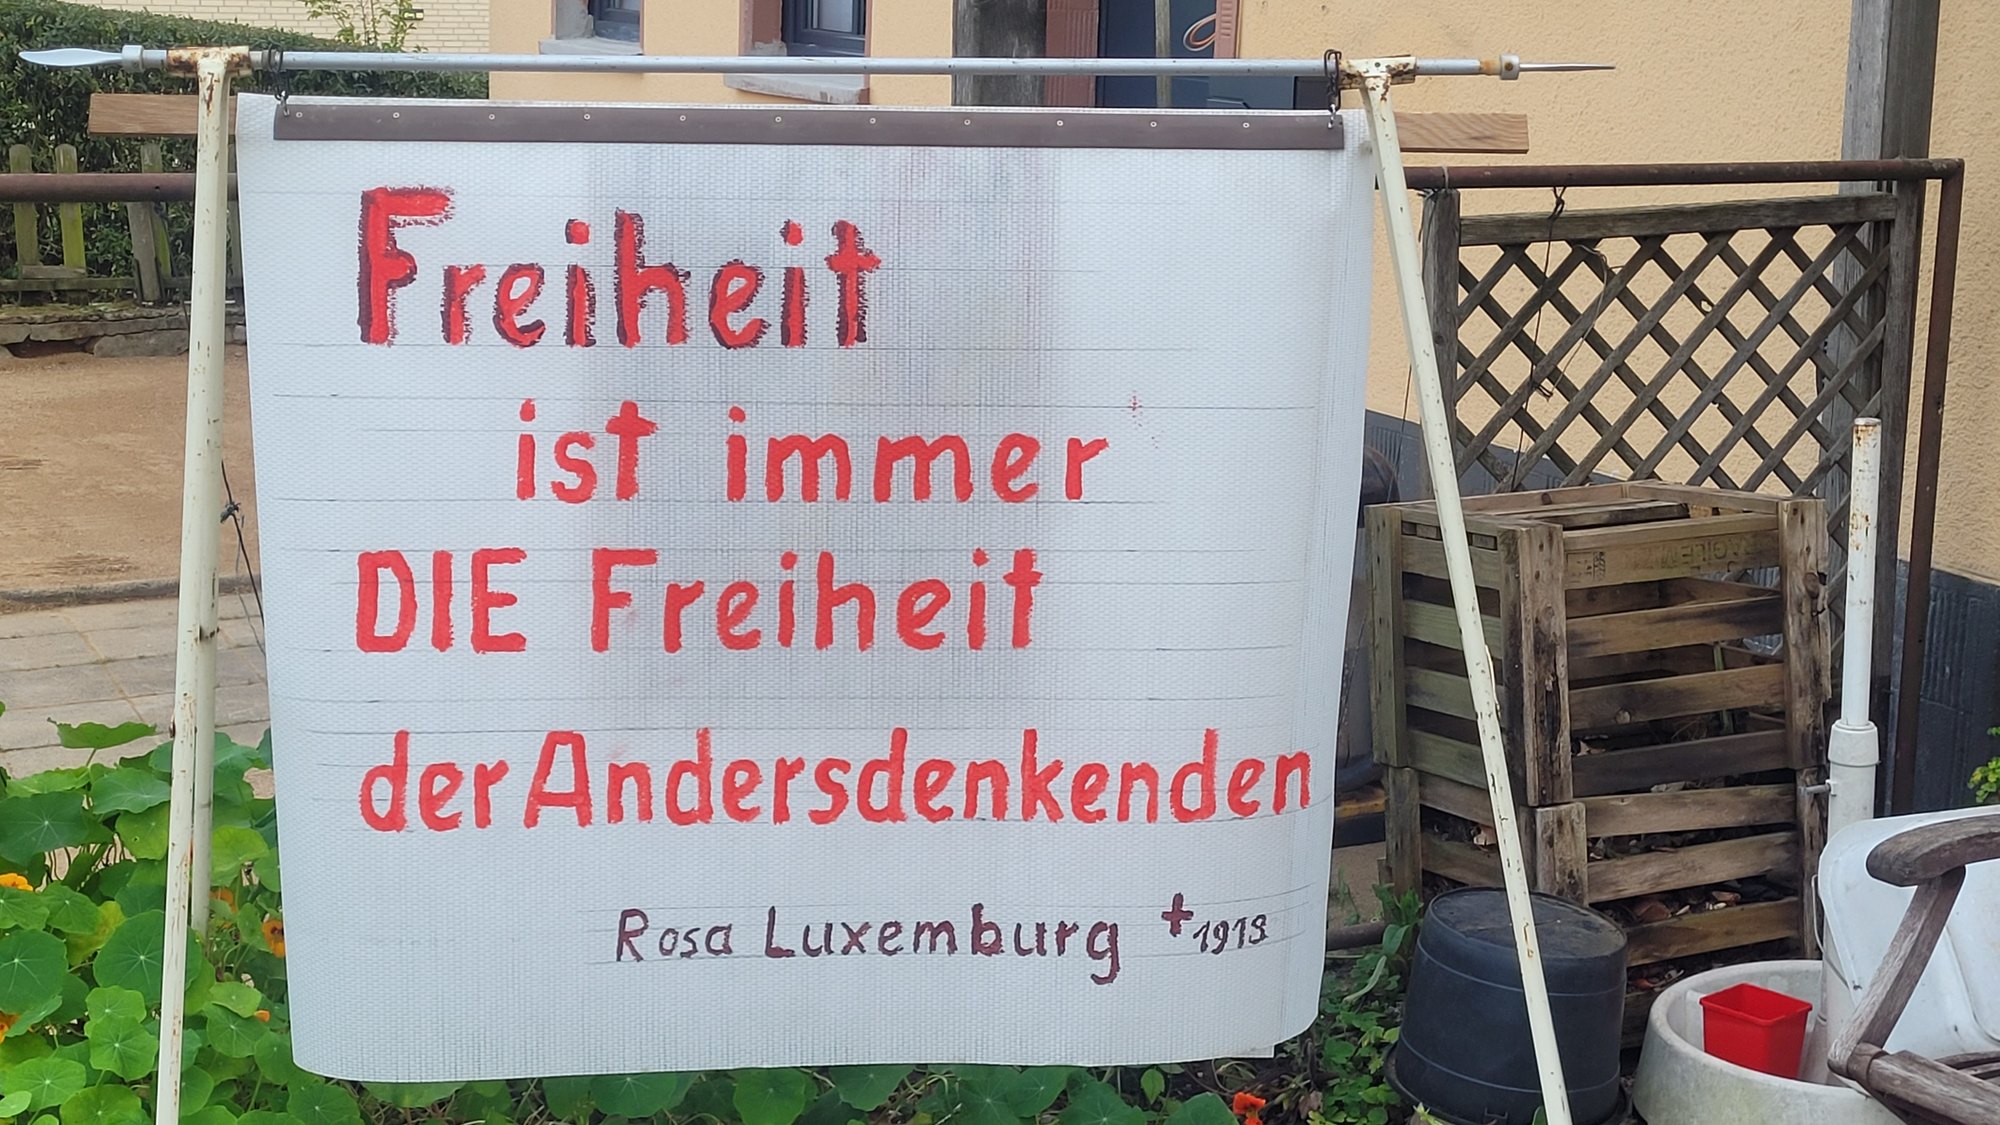 Freiheit
ist immer
DIE Freiheit
der Andersdenkenden
Rosa Luxemburg †1919